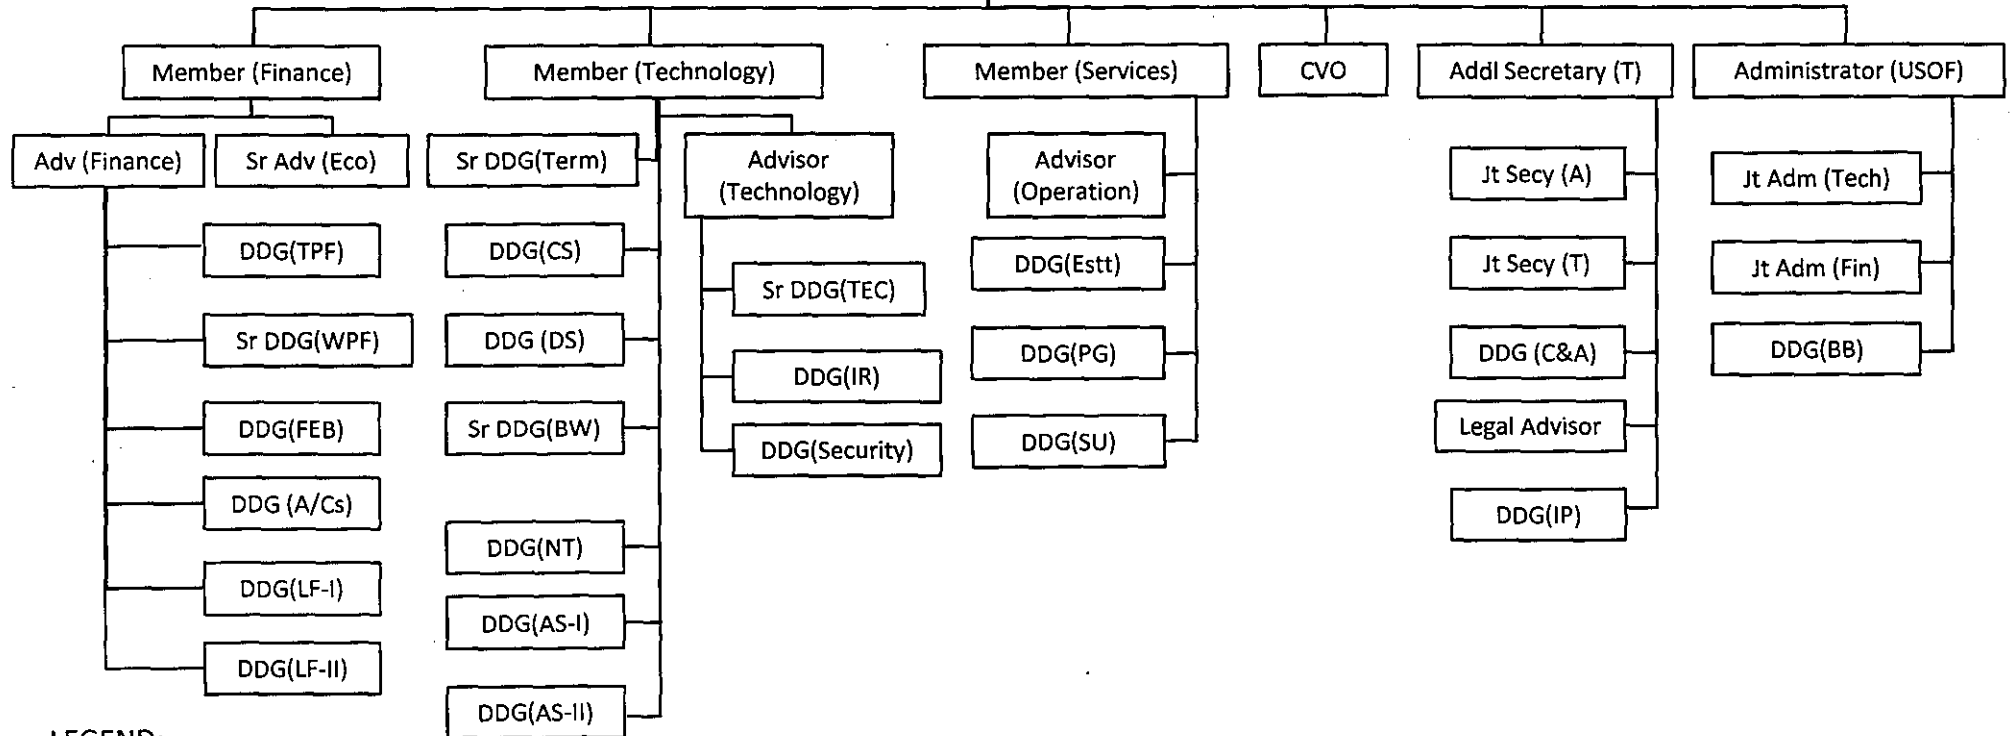 Member (Finance)
Member (Technology)
Member (Services)
CVO
Addl Secretary (T)
Administrator (USOF)
Adv (Finance)
Sr Adv (Eco)
DDG(TPF)
Sr DDG(WPF)
DDG(FEB)
DDG (A/Cs)
DDG(LF-I)
DDG(LF-II)
Sr DDG(Term)
DDG(CS)
DDG (DS)
Sr DDG(BW)
DDG(NT)
DDG(AS-I)
DDG(AS-II)
Advisor
(Technology)
Sr DDG(TEC)
DDG(IR)
DDG(Security)
Advisor
(Operation)
DDG(Estt)
DDG(PG)
DDG(SU)
Jt Secy (A)
Jt Secy (T)
DDG (C&A)
Legal Advisor
DDG(IP)
Jt Adm (Tech)
Jt Adm (Fin)
DDG(BB)
LEGEND: